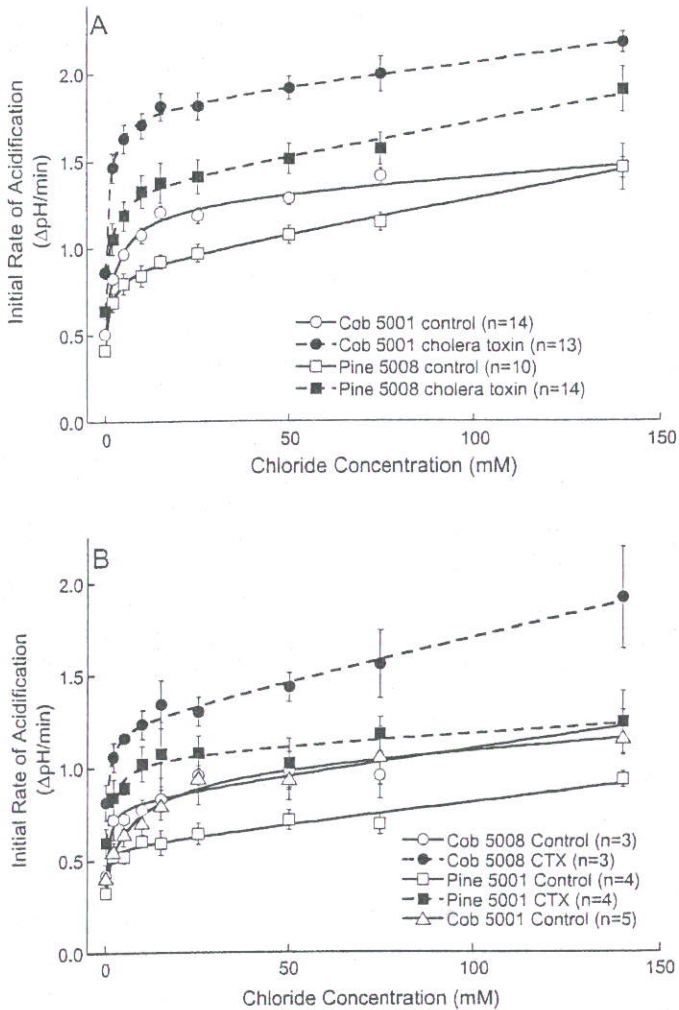 A
Initial Rate of Acidification
(ΔpH/min)
2.0
1.5
1.0
0.5
0.0
Cob 5001 control (n=14)
Cob 5001 cholera toxin (n=13)
Pine 5008 control (n=10)
Pine 5008 cholera toxin (n=14)
0
50
100
150
Chloride Concentration (mM)
B
Initial Rate of Acidification
(ΔpH/min)
2.0
1.5
1.0
0.5
0.0
Cob 5008 Control (n=3)
Cob 5008 CTX (n=3)
Pine 5001 Control (n=4)
Pine 5001 CTX (n=4)
Cob 5001 Control (n=5)
0
50
100
150
Chloride Concentration (mM)